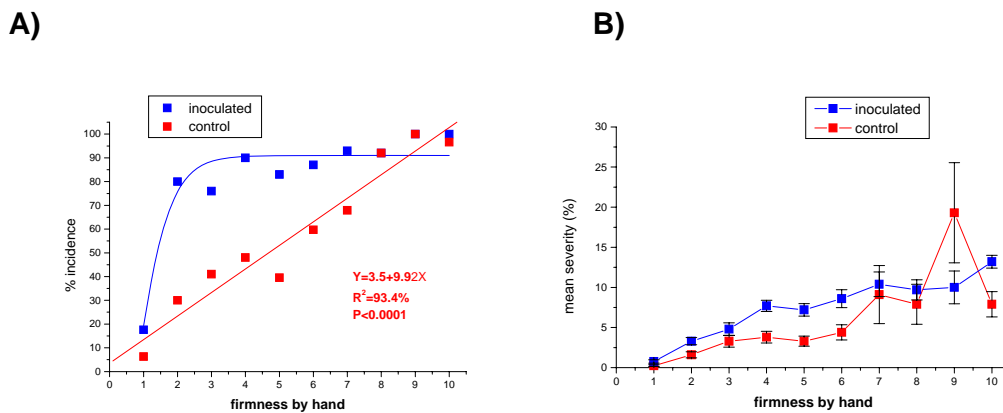 A)
B)
inoculated
control
100
90
80
70
60
50
40
30
20
10
0
% incidence
Y=3.5+9.92X
R²=93.4%
P<0.0001
0 1 2 3 4 5 6 7 8 9 10
firmness by hand
inoculated
control
30
25
20
15
10
5
0
mean severity (%)
0 1 2 3 4 5 6 7 8 9 10
firmness by hand